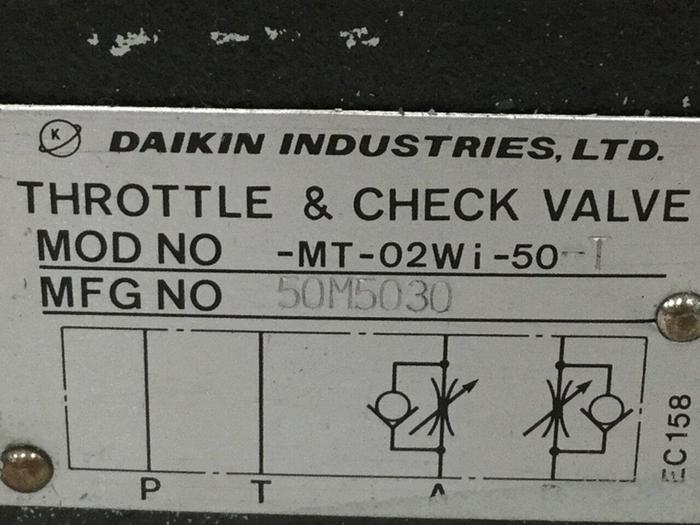 K DAIKIN INDUSTRIES, LTD.
THROTTLE & CHECK VALVE
MOD NO -MT-02Wi-50-T
MFG NO 50M5030
P T A
EC158